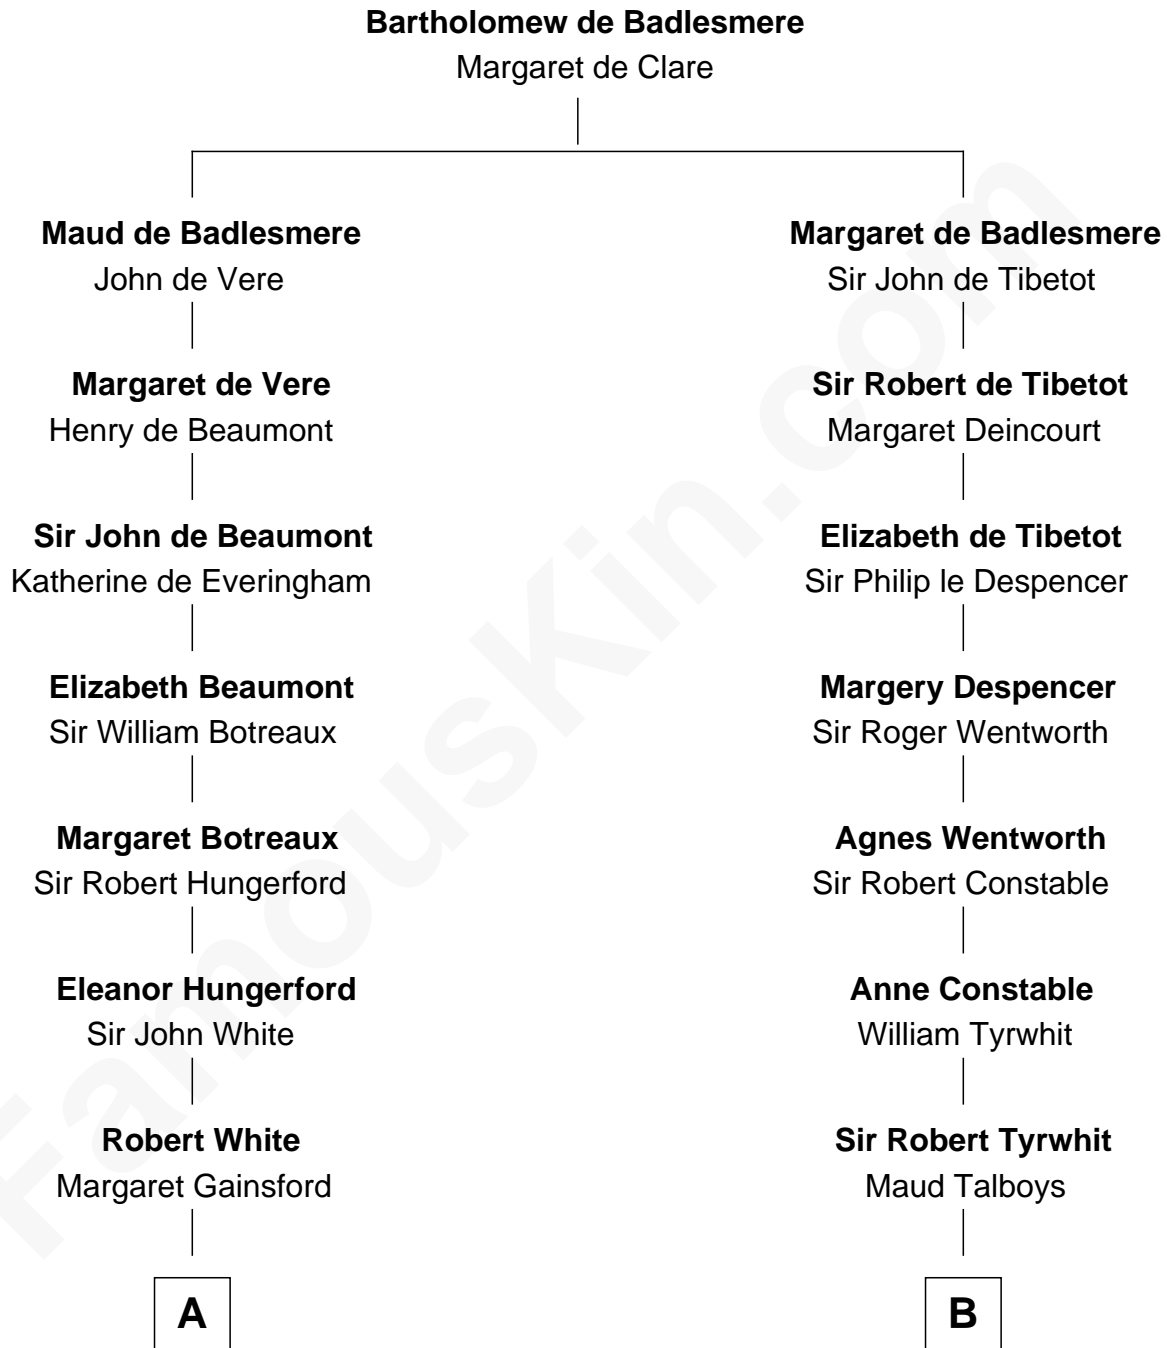 Bartholomew de Badlesmere
Margaret de Clare
Maud de Badlesmere
John de Vere
Margaret de Badlesmere
Sir John de Tibetot
Margaret de Vere
Henry de Beaumont
Sir Robert de Tibetot
Margaret Deincourt
Sir John de Beaumont
Katherine de Everingham
Elizabeth de Tibetot
Sir Philip le Despencer
Elizabeth Beaumont
Sir William Botreaux
Margery Despencer
Sir Roger Wentworth
Margaret Botreaux
Sir Robert Hungerford
Agnes Wentworth
Sir Robert Constable
Eleanor Hungerford
Sir John White
Anne Constable
William Tyrwhit
Robert White
Margaret Gainsford
Sir Robert Tyrwhit
Maud Talboys
A
B
FamousKin.com